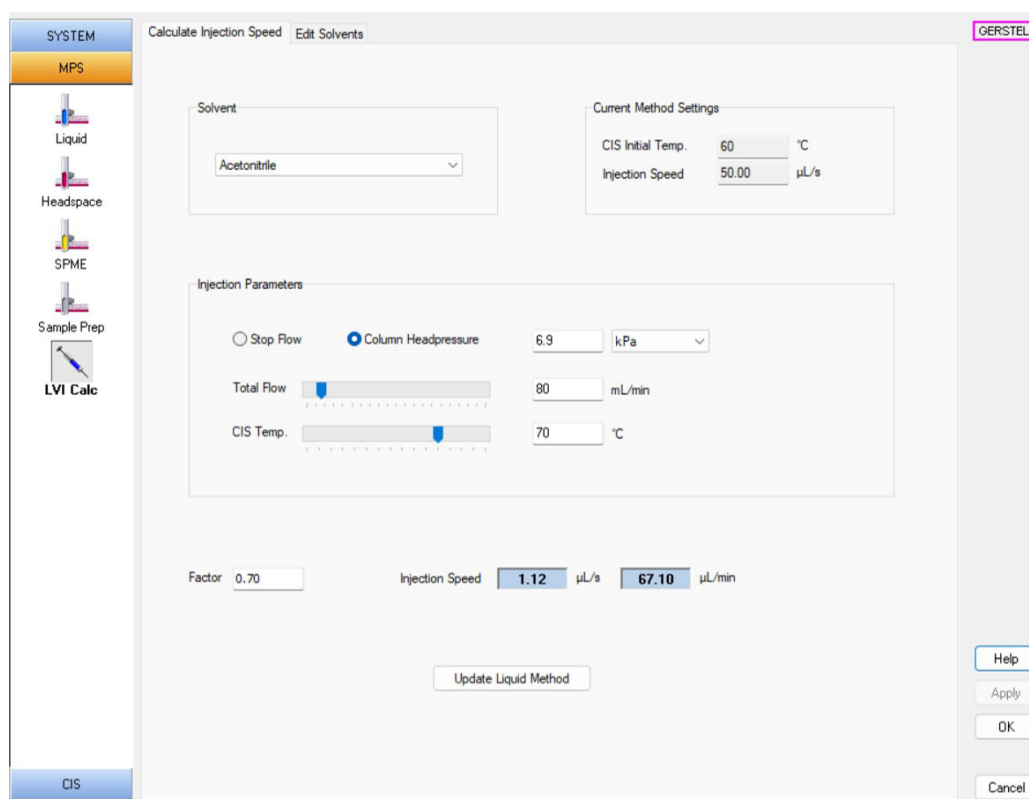 SYSTEM
MPS
Liquid
Headspace
SPME
Sample Prep
LVI Calc
CIS
Calculate Injection Speed Edit Solvents
GERSTEL
Solvent
Acetonitrile
Current Method Settings
CIS Initial Temp. 60 °C
Injection Speed 50.00 µL/s
Injection Parameters
Stop Flow Column Headpressure 6.9 kPa
Total Flow 80 mL/min
CIS Temp. 70 °C
Factor 0.70 Injection Speed 1.12 µL/s 67.10 µL/min
Update Liquid Method
Help
Apply
OK
Cancel